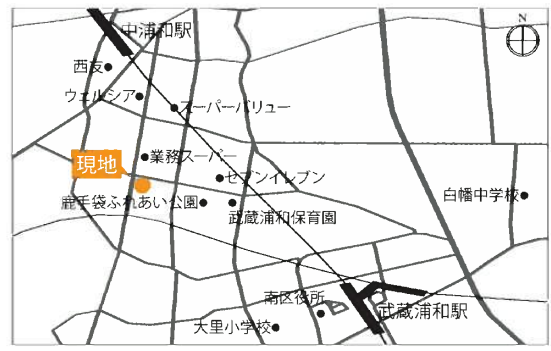 中浦和駅
N
西友
ウェルシア
スーパーバリュー
業務スーパー
現地
セブンイレブン
白幡中学校
鹿手袋ふれあい公園
武蔵浦和保育園
南区役所
武蔵浦和駅
大里小学校